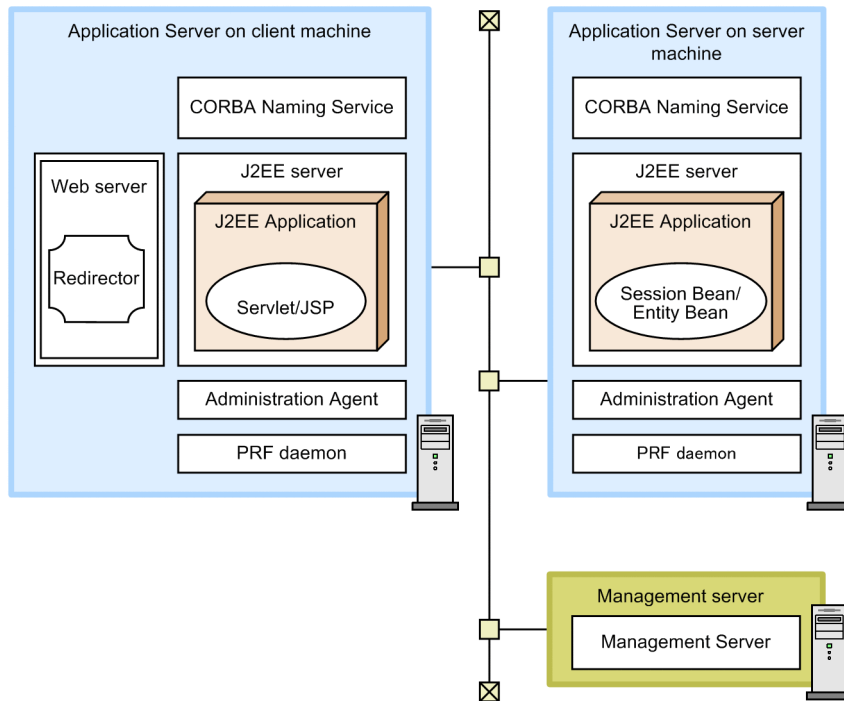 Application Server on client machine
CORBA Naming Service
Web server
Redirector
J2EE server
J2EE Application
Servlet/JSP
Administration Agent
PRF daemon
Application Server on server
machine
CORBA Naming Service
J2EE server
J2EE Application
Session Bean/
Entity Bean
Administration Agent
PRF daemon
Management server
Management Server